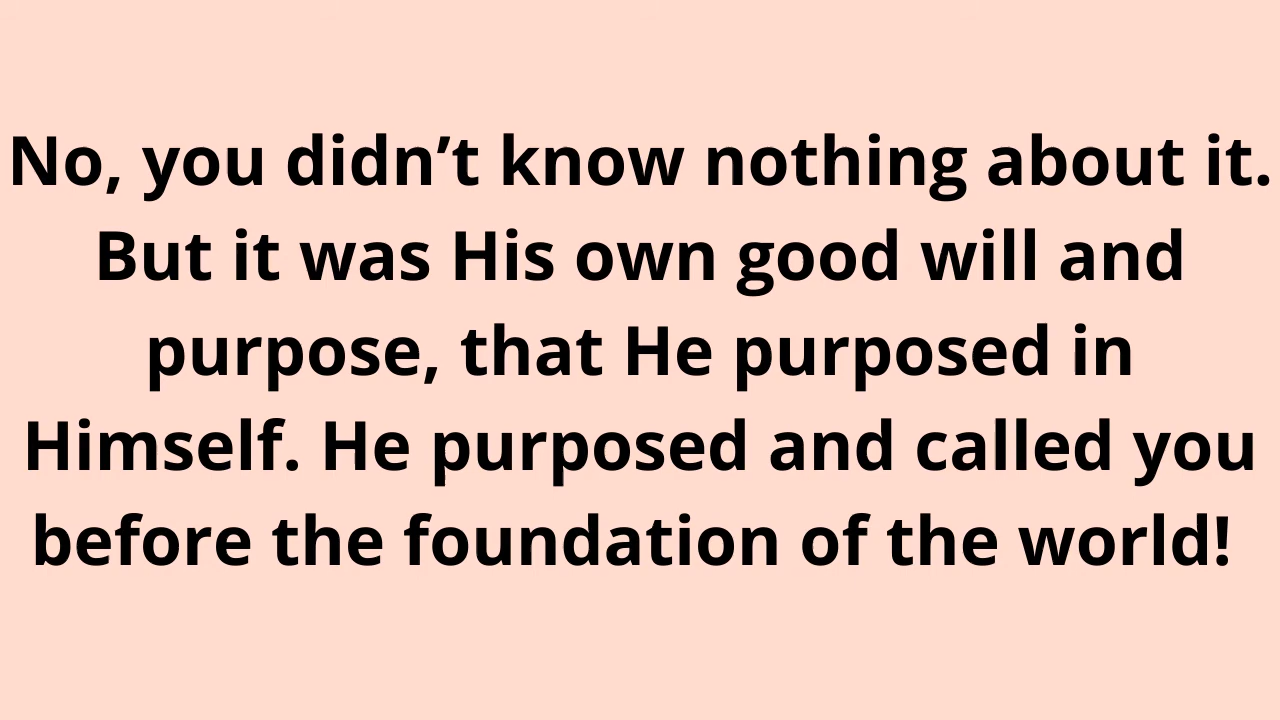 No, you didn’t know nothing about it.
But it was His own good will and
purpose, that He purposed in
Himself. He purposed and called you
before the foundation of the world!